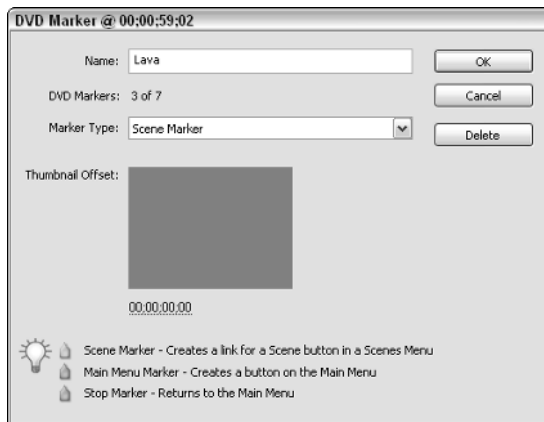 DVD Marker @ 00;00;59;02
Name: Lava
OK
DVD Markers: 3 of 7
Cancel
Marker Type: Scene Marker
Delete
Thumbnail Offset:
00;00;00;00
Scene Marker - Creates a link for a Scene button in a Scenes Menu
Main Menu Marker - Creates a button on the Main Menu
Stop Marker - Returns to the Main Menu